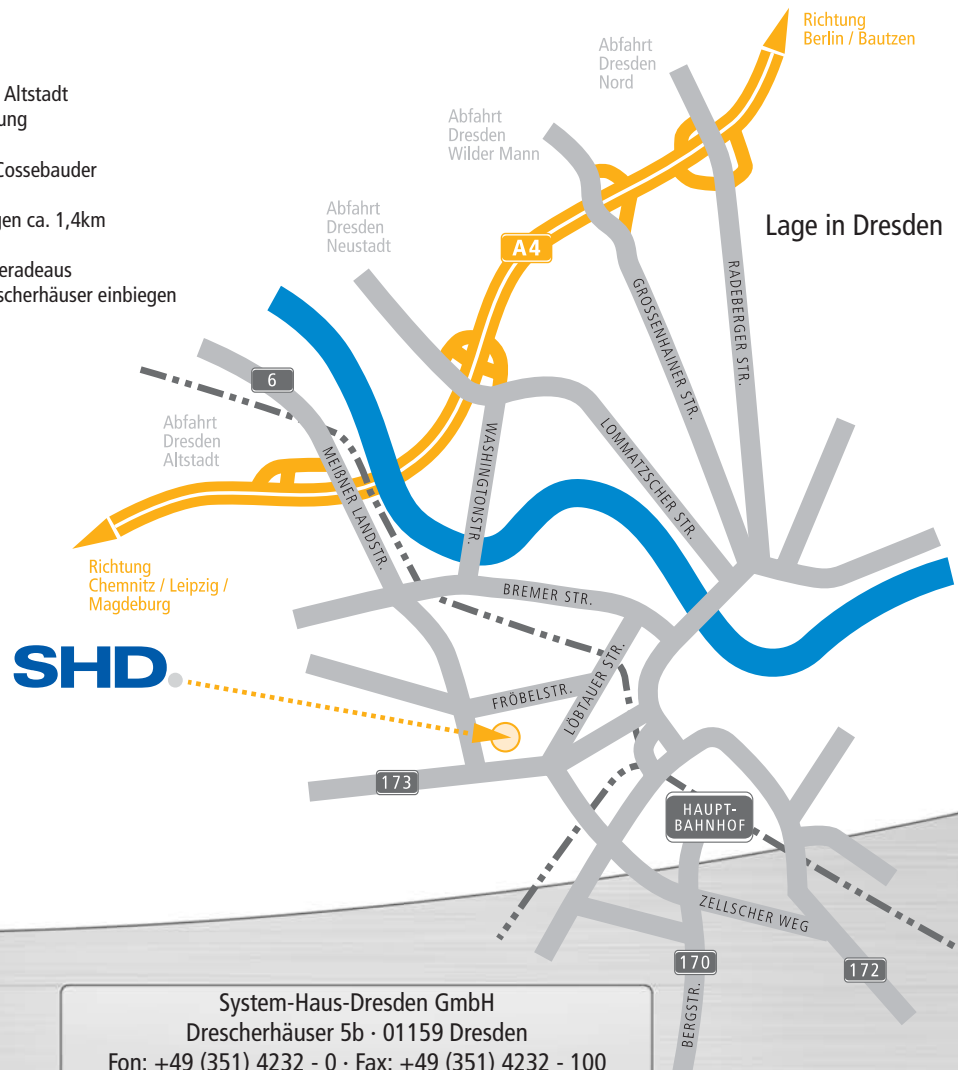 Altstadt
ung
Cossebauder
gen ca. 1,4km
eradeaus
scherhäuser einbiegen
Richtung
Berlin / Bautzen
Abfahrt
Dresden
Nord
Abfahrt
Dresden
Wilder Mann
Abfahrt
Dresden
Neustadt
Lage in Dresden
A4
GROSSENHAINER STR.
RADEBERGER STR.
6
Abfahrt
Dresden
Altstadt
MEIßNER LANDSTR.
WASHINGTONSTR.
LOMMATZSCHER STR.
Richtung
Chemnitz / Leipzig /
Magdeburg
BREMER STR.
SHD
FRÖBELSTR.
LÖBTAUER STR.
173
HAUPT-
BAHNHOF
ZELLSCHER WEG
170
172
BERGSTR.
System-Haus-Dresden GmbH
Drescherhäuser 5b · 01159 Dresden
Fon: +49 (351) 4232 - 0 · Fax: +49 (351) 4232 - 100